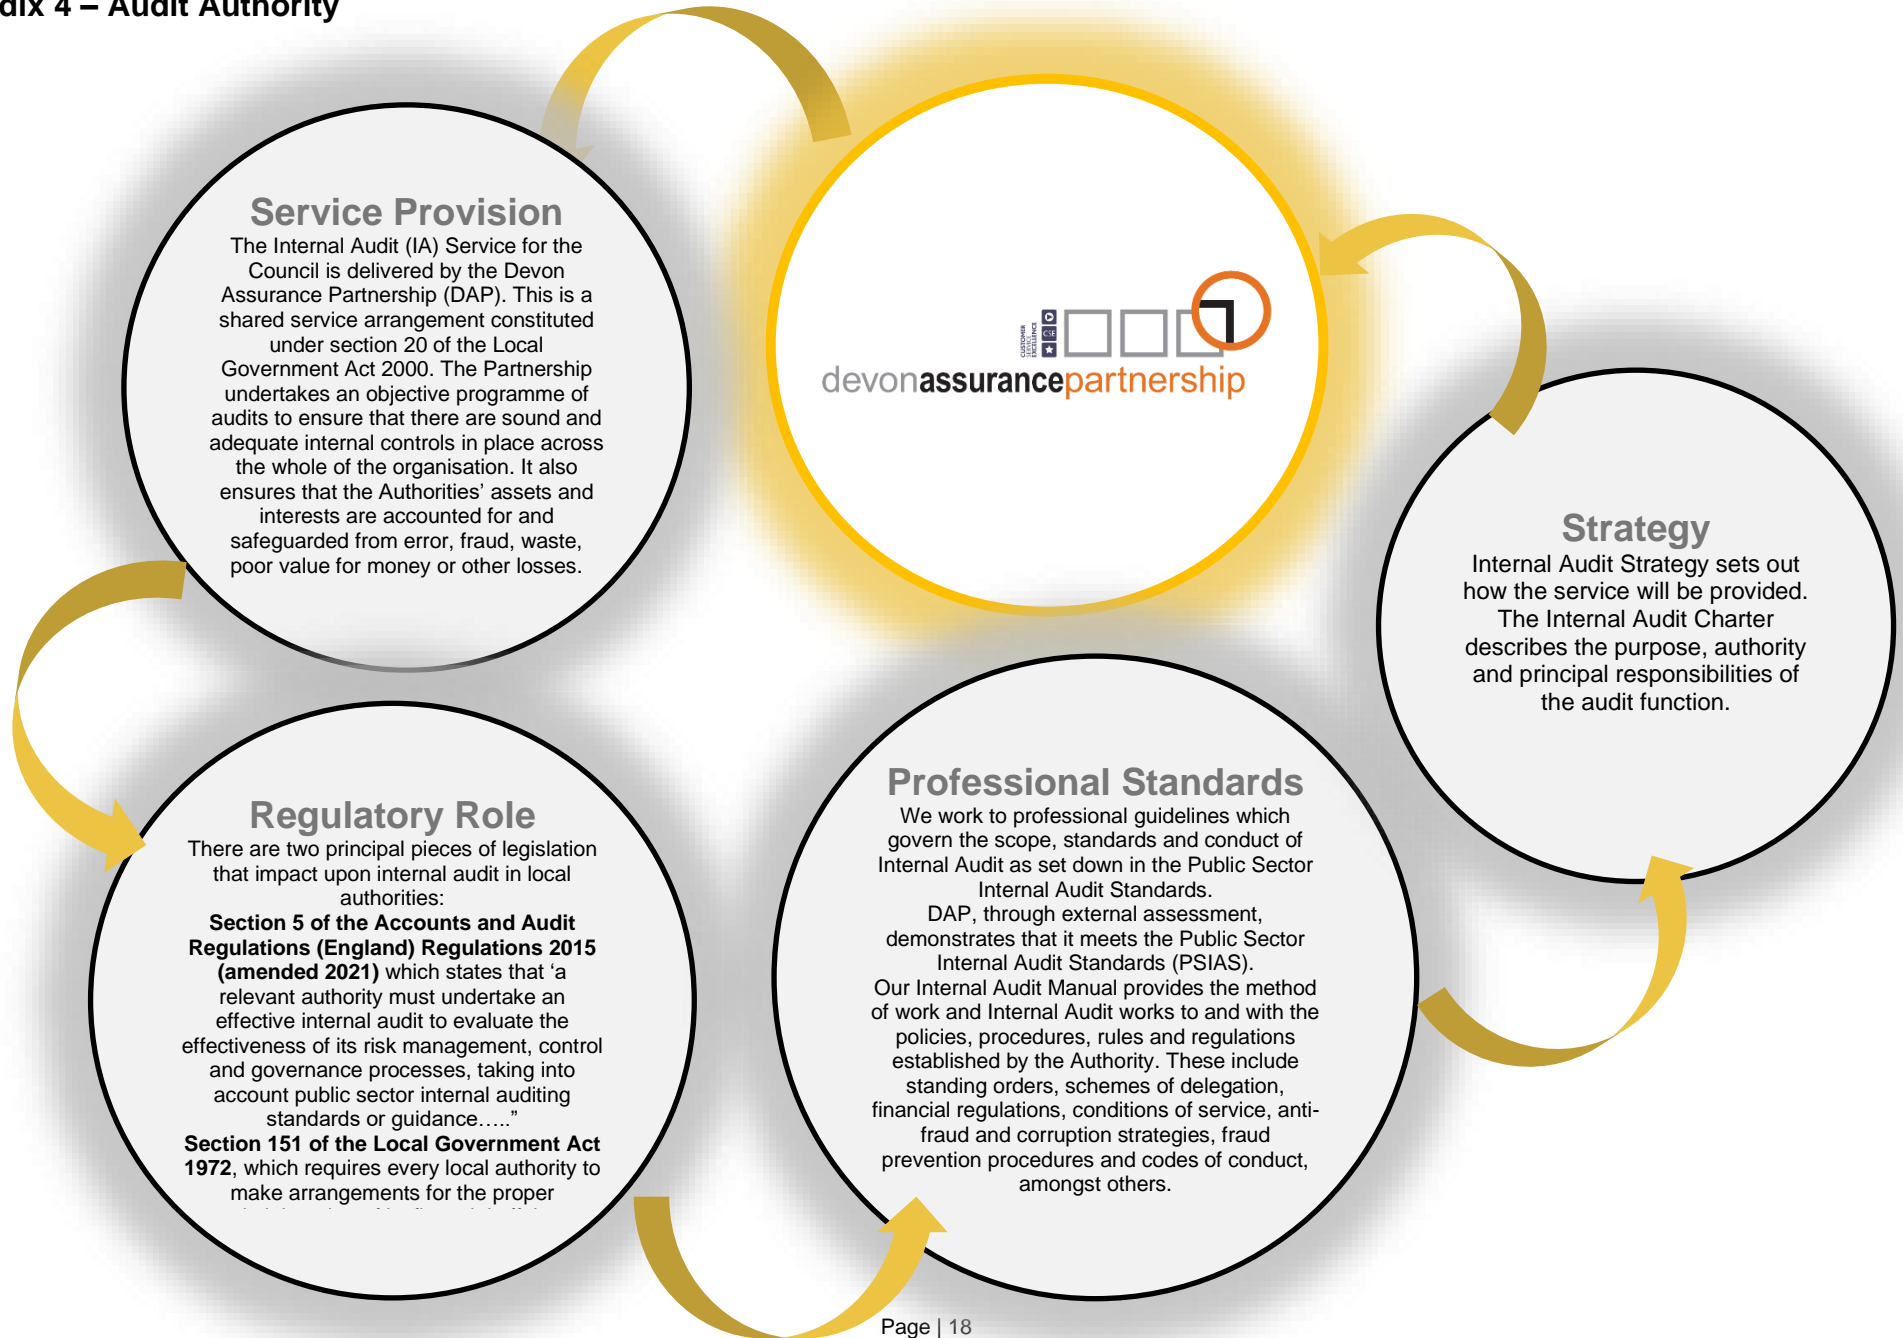 dix 4 – Audit Authority
Service Provision
The Internal Audit (IA) Service for the
Council is delivered by the Devon
Assurance Partnership (DAP). This is a
shared service arrangement constituted
under section 20 of the Local
Government Act 2000. The Partnership
undertakes an objective programme of
audits to ensure that there are sound and
adequate internal controls in place across
the whole of the organisation. It also
ensures that the Authorities’ assets and
interests are accounted for and
safeguarded from error, fraud, waste,
poor value for money or other losses.
CUSTOMER
SERVICE
EXCELLENCE
CSE
devonassurancepartnership
Strategy
Internal Audit Strategy sets out
how the service will be provided.
The Internal Audit Charter
describes the purpose, authority
and principal responsibilities of
the audit function.
Regulatory Role
There are two principal pieces of legislation
that impact upon internal audit in local
authorities:
Section 5 of the Accounts and Audit
Regulations (England) Regulations 2015
(amended 2021) which states that ‘a
relevant authority must undertake an
effective internal audit to evaluate the
effectiveness of its risk management, control
and governance processes, taking into
account public sector internal auditing
standards or guidance…..”
Section 151 of the Local Government Act
1972, which requires every local authority to
make arrangements for the proper
Professional Standards
We work to professional guidelines which
govern the scope, standards and conduct of
Internal Audit as set down in the Public Sector
Internal Audit Standards.
DAP, through external assessment,
demonstrates that it meets the Public Sector
Internal Audit Standards (PSIAS).
Our Internal Audit Manual provides the method
of work and Internal Audit works to and with the
policies, procedures, rules and regulations
established by the Authority. These include
standing orders, schemes of delegation,
financial regulations, conditions of service, anti-
fraud and corruption strategies, fraud
prevention procedures and codes of conduct,
amongst others.
Page | 18